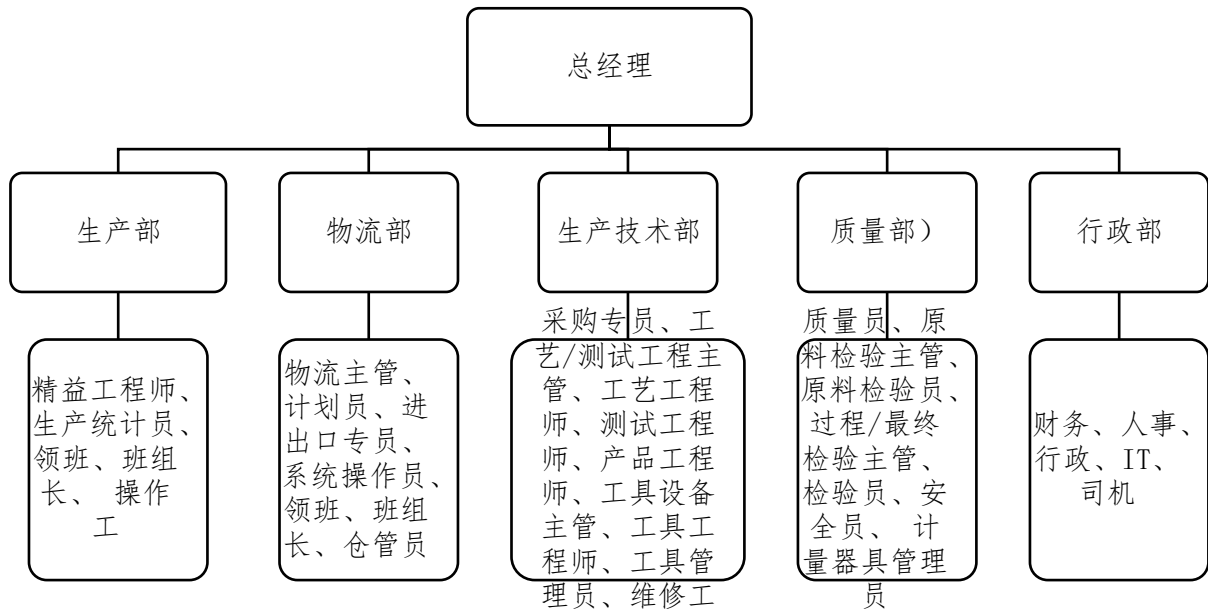 总经理
生产部
物流部
生产技术部
质量部）
行政部
精益工程师、
生产统计员、
领班、班组
长、 操作
工
物流主管、
计划员、进
出口专员、
系统操作员、
领班、班组
长、仓管员
采购专员、工
艺/测试工程主
管、工艺工程
师、测试工程
师、产品工程
师、工具设备
主管、工具工
程师、工具管
理员、维修工
质量员、原
料检验主管、
原料检验员、
过程/最终
检验主管、
检验员、安
全员、 计
量器具管理
员
财务、人事、
行政、IT、
司机